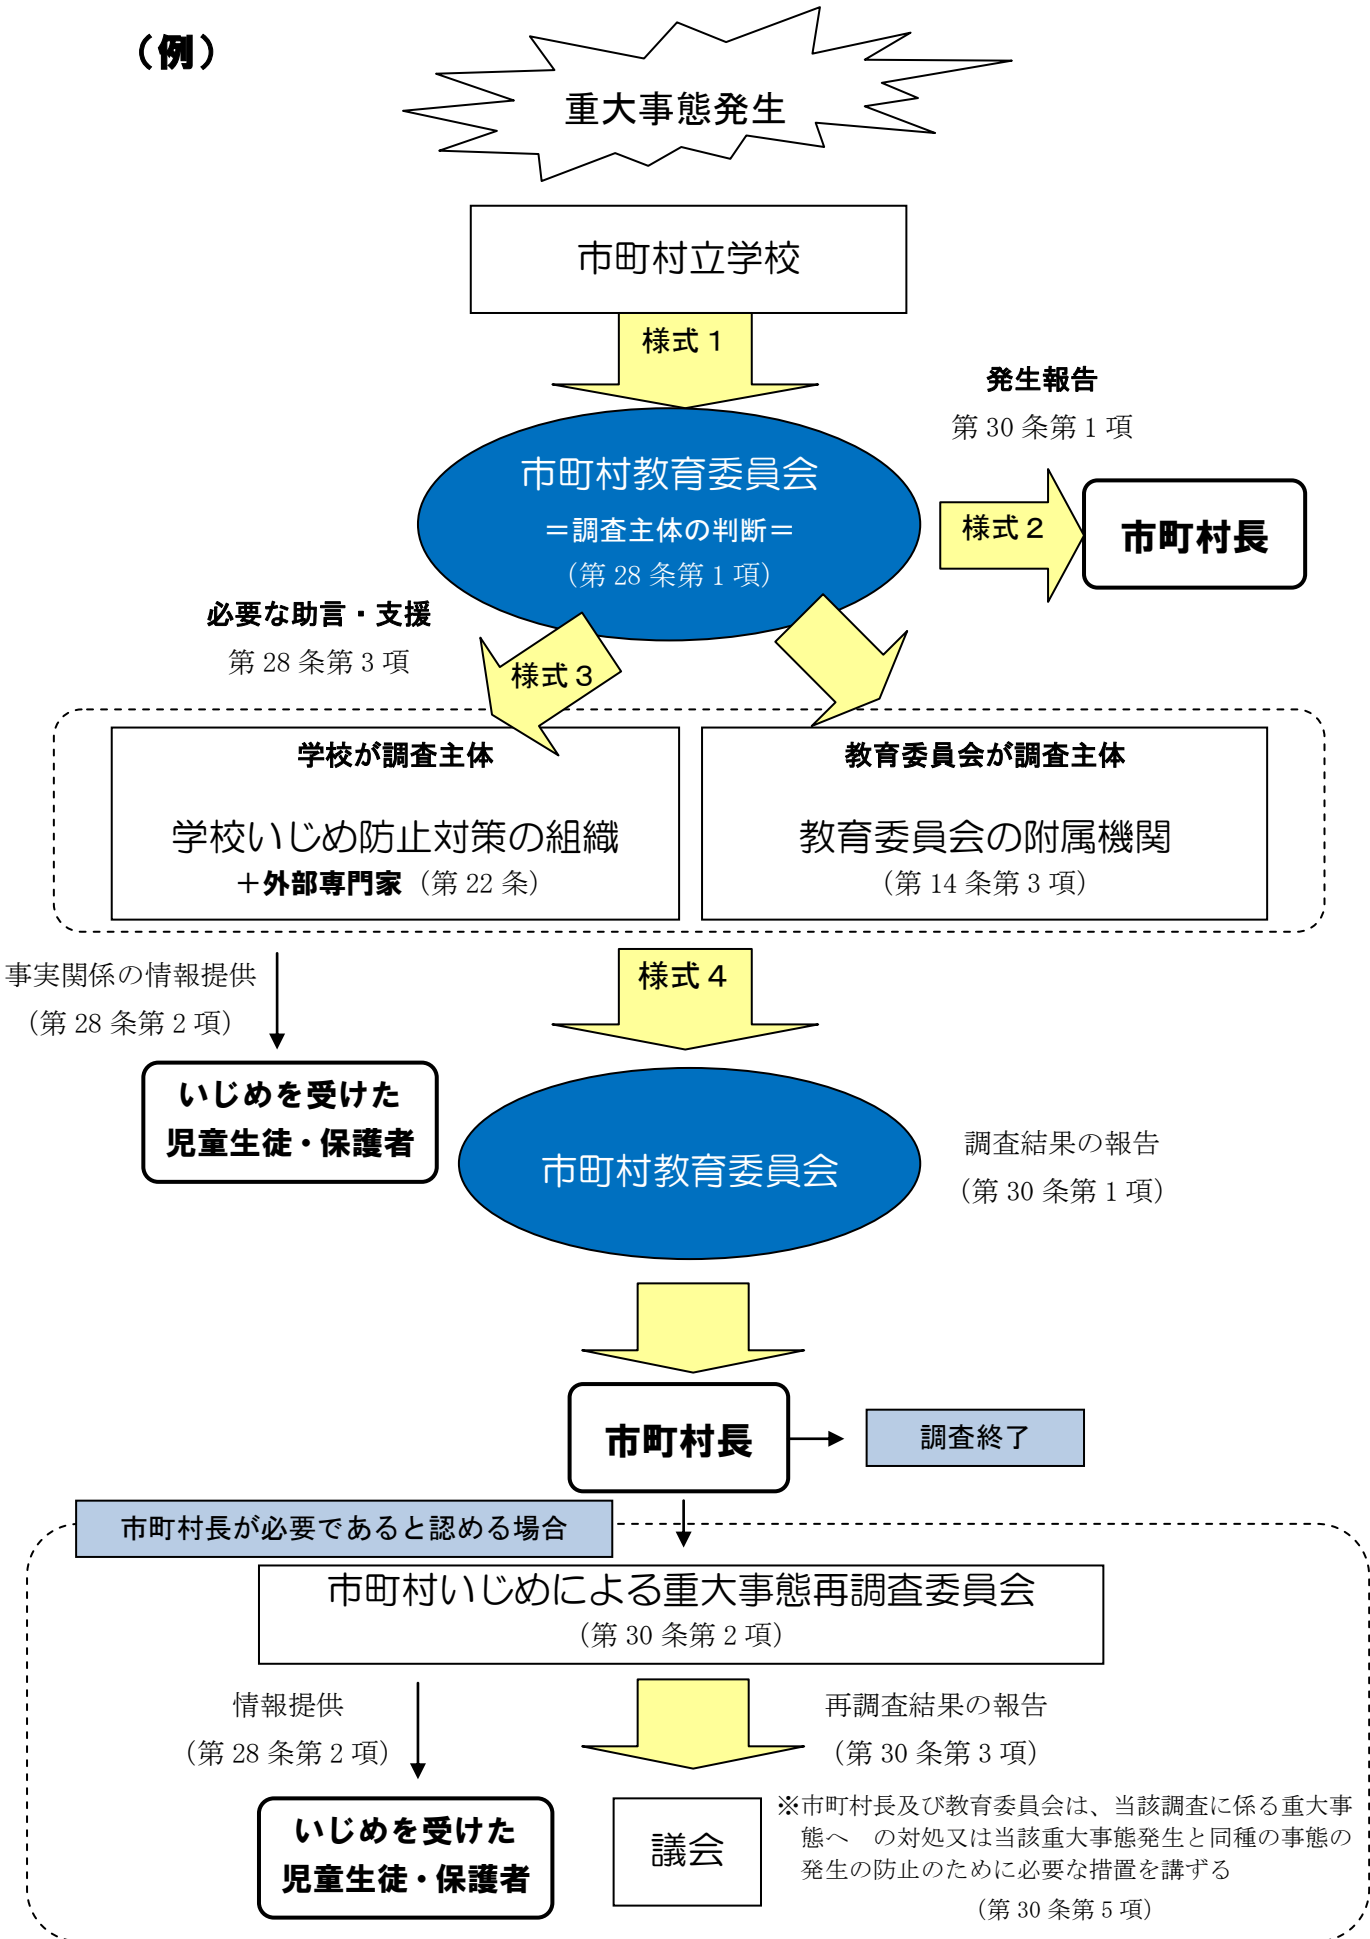 （例）
重大事態発生
市町村立学校
様式１
発生報告
第 30 条第 1 項
市町村教育委員会
＝調査主体の判断＝
（第 28 条第 1 項）
様式２
市町村長
必要な助言・支援
第 28 条第 3 項
様式３
学校が調査主体
学校いじめ防止対策の組織
＋外部専門家（第 22 条）
教育委員会が調査主体
教育委員会の附属機関
（第 14 条第 3 項）
事実関係の情報提供
（第 28 条第 2 項）
様式４
いじめを受けた
児童生徒・保護者
市町村教育委員会
調査結果の報告
（第 30 条第 1 項）
市町村長
調査終了
市町村長が必要であると認める場合
市町村いじめによる重大事態再調査委員会
（第 30 条第 2 項）
情報提供
（第 28 条第 2 項）
再調査結果の報告
（第 30 条第 3 項）
いじめを受けた
児童生徒・保護者
議会
※市町村長及び教育委員会は、当該調査に係る重大事
態へ　の対処又は当該重大事態発生と同種の事態の
発生の防止のために必要な措置を講ずる
（第 30 条第 5 項）